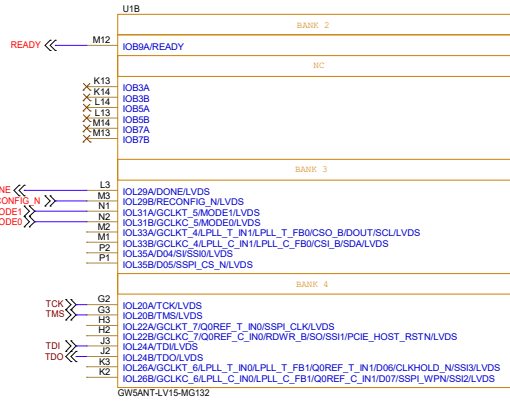 U1B
BANK 2
READY M12 IOB9A/READY
NC
K13 IOB3A
K14 IOB3B
L14 IOB5A
L13 IOB5B
M14 IOB7A
M13 IOB7B
BANK 3
NE L3 IOL29A/DONE/LVDS
CONFIG_N M3 IOL29B/RECONFIG_N/LVDS
ODE1 N1 IOL31A/GCLKT_5/MODE1/LVDS
ODE0 N2 IOL31B/GCLKC_5/MODE0/LVDS
M2 IOL33A/GCLKT_4/LPLL_T_IN1/LPLL_T_FB0/CSO_B/DOUT/SCL/LVDS
M1 IOL33B/GCLKC_4/LPLL_C_IN1/LPLL_C_FB0/CSI_B/SDA/LVDS
P2 IOL35A/D04/SI/SSI0/LVDS
P1 IOL35B/D05/SSPI_CS_N/LVDS
BANK 4
TCK G2 IOL20A/TCK/LVDS
TMS G3 IOL20B/TMS/LVDS
H3 IOL22A/GCLKT_7/Q0REF_T_IN0/SSPI_CLK/LVDS
H2 IOL22B/GCLKC_7/Q0REF_C_IN0/RDWR_B/SO/SSI1/PCIE_HOST_RSTN/LVDS
TDI J3 IOL24A/TDI/LVDS
TDO J2 IOL24B/TDO/LVDS
K3 IOL26A/GCLKT_6/LPLL_T_IN0/LPLL_T_FB1/Q0REF_T_IN1/D06/CLKHOLD_N/SSI3/LVDS
K2 IOL26B/GCLKC_6/LPLL_C_IN0/LPLL_C_FB1/Q0REF_C_IN1/D07/SSPI_WPN/SSI2/LVDS
GW5ANT-LV15-MG132